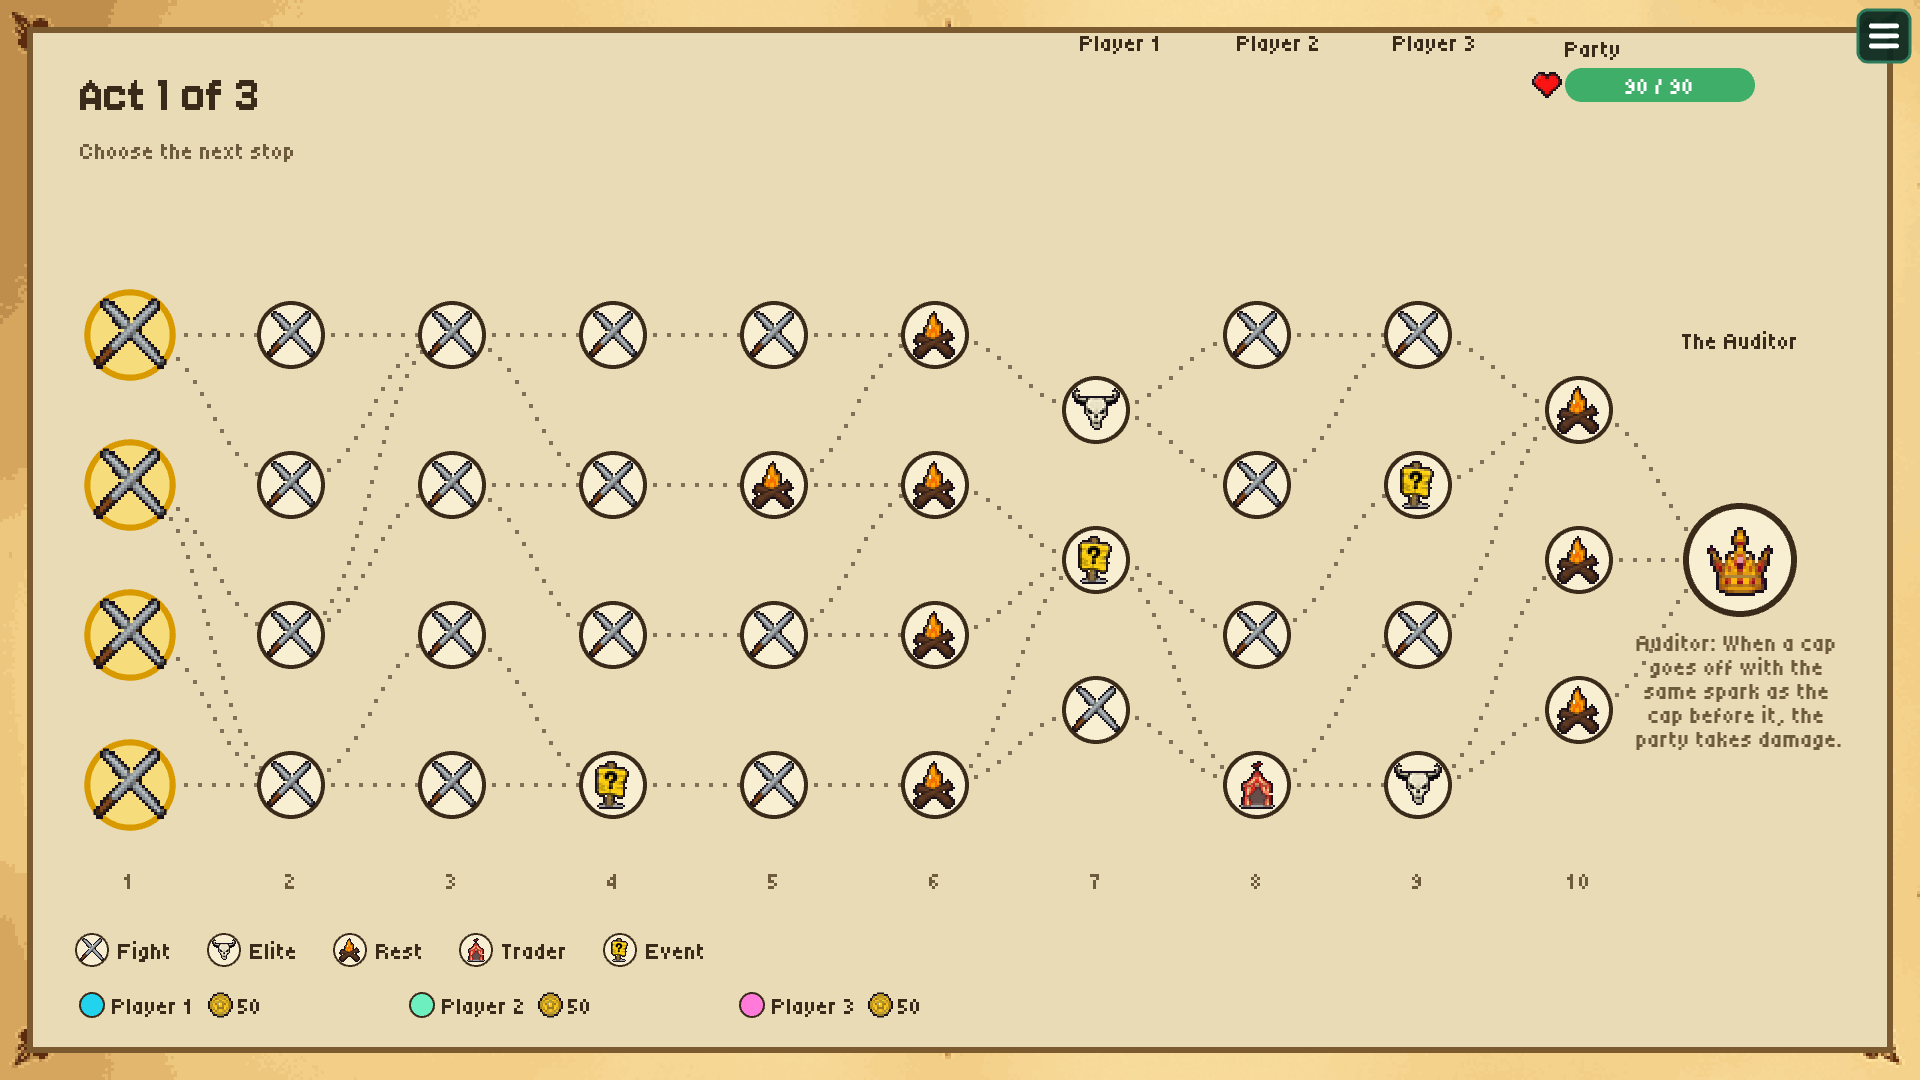 Player 1 Player 2 Player 3 Party
90 / 90
Act 1 of 3
Choose the next stop
The Auditor
?
?
?
Auditor: When a cap
goes off with the
same spark as the
cap before it, the
party takes damage.
1 2 3 4 5 6 7 8 9 10
Fight Elite Rest Trader Event
Player 1 50 Player 2 50 Player 3 50